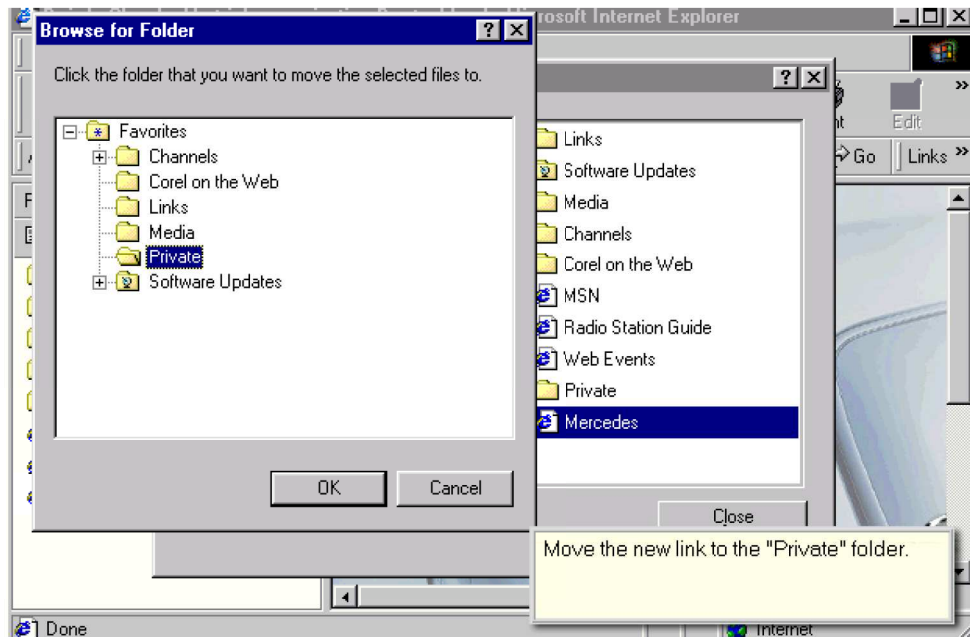 rosoft Internet Explorer
Browse for Folder
Click the folder that you want to move the selected files to.
Favorites
Channels
Corel on the Web
Links
Media
Private
Software Updates
OK
Cancel
Links
Software Updates
Media
Channels
Corel on the Web
MSN
Radio Station Guide
Web Events
Private
Mercedes
Close
Edit
Go
Links
Move the new link to the "Private" folder.
Done
Internet